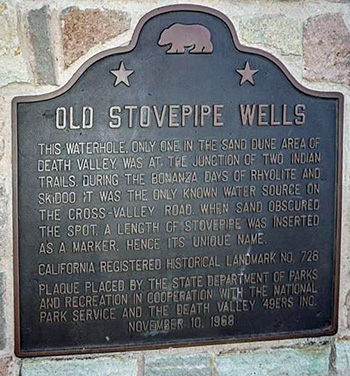 OLD STOVEPIPE WELLS
THIS WATERHOLE, ONLY ONE IN THE SAND DUNE AREA OF
DEATH VALLEY WAS AT THE JUNCTION OF TWO INDIAN
TRAILS. DURING THE BONANZA DAYS OF RHYOLITE AND
SKIDOO IT WAS THE ONLY KNOWN WATER SOURCE ON
THE CROSS-VALLEY ROAD. WHEN SAND OBSCURED
THE SPOT, A LENGTH OF STOVEPIPE WAS INSERTED
AS A MARKER, HENCE ITS UNIQUE NAME.
CALIFORNIA REGISTERED HISTORICAL LANDMARK NO. 728
PLAQUE PLACED BY THE STATE DEPARTMENT OF PARKS
AND RECREATION IN COOPERATION WITH THE NATIONAL
PARK SERVICE AND THE DEATH VALLEY '49ERS INC.
NOVEMBER 10, 1968